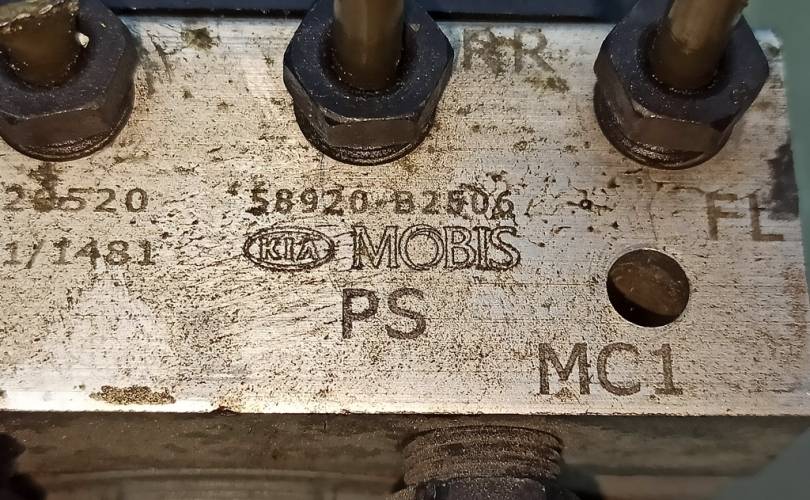 RR
FL
58920-B2506
KIA MOBIS
PS
MC1
1/1481